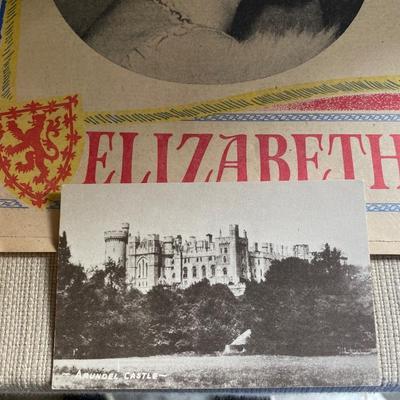 ELIZABETH
~ ARUNDEL CASTLE ~